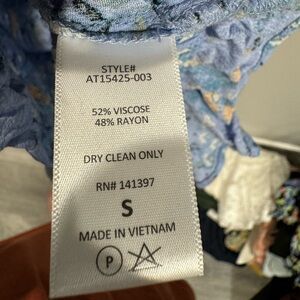 STYLE#
AT15425-003
52% VISCOSE
48% RAYON
DRY CLEAN ONLY
RN# 141397
S
MADE IN VIETNAM
P